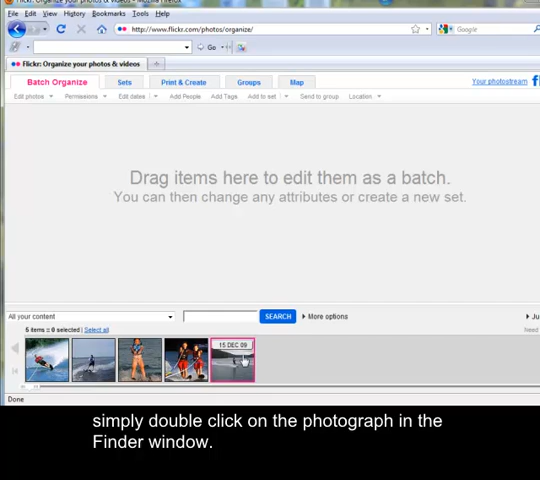 Flickr: Organize your photos & videos - Mozilla Firefox
File Edit View History Bookmarks Tools Help
http://www.flickr.com/photos/organize/
Google
Go
Flickr: Organize your photos & videos
Batch Organize Sets Print & Create Groups Map Your photostream
Edit photos Permissions Edit dates Add People Add Tags Add to set Send to group Location
Drag items here to edit them as a batch.
You can then change any attributes or create a new set.
All your content SEARCH More options Ju
5 items :: 0 selected | Select all Need
15 DEC 09
Done
simply double click on the photograph in the
Finder window.